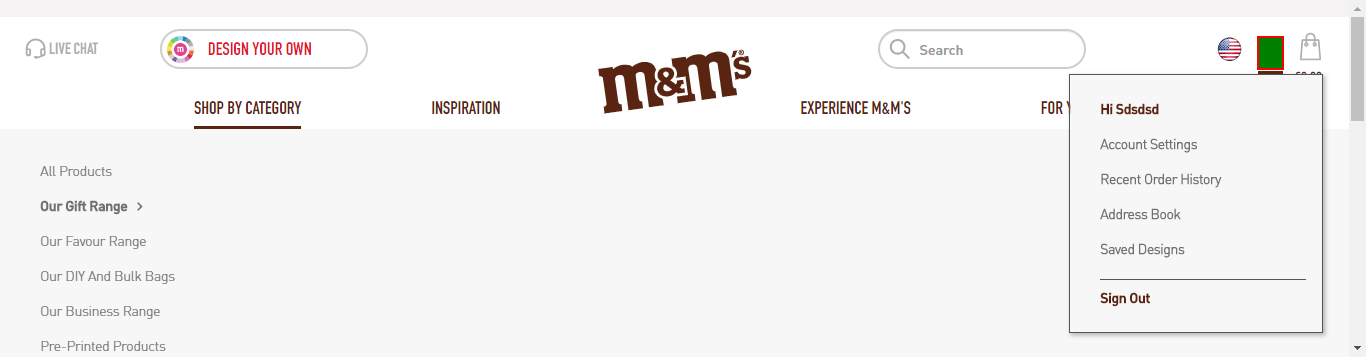 LIVE CHAT
DESIGN YOUR OWN
m
m&m's®
Search
SHOP BY CATEGORY
INSPIRATION
EXPERIENCE M&M'S
FOR
Hi Sdsdsd
Account Settings
Recent Order History
Address Book
Saved Designs
Sign Out
All Products
Our Gift Range
Our Favour Range
Our DIY And Bulk Bags
Our Business Range
Pre-Printed Products